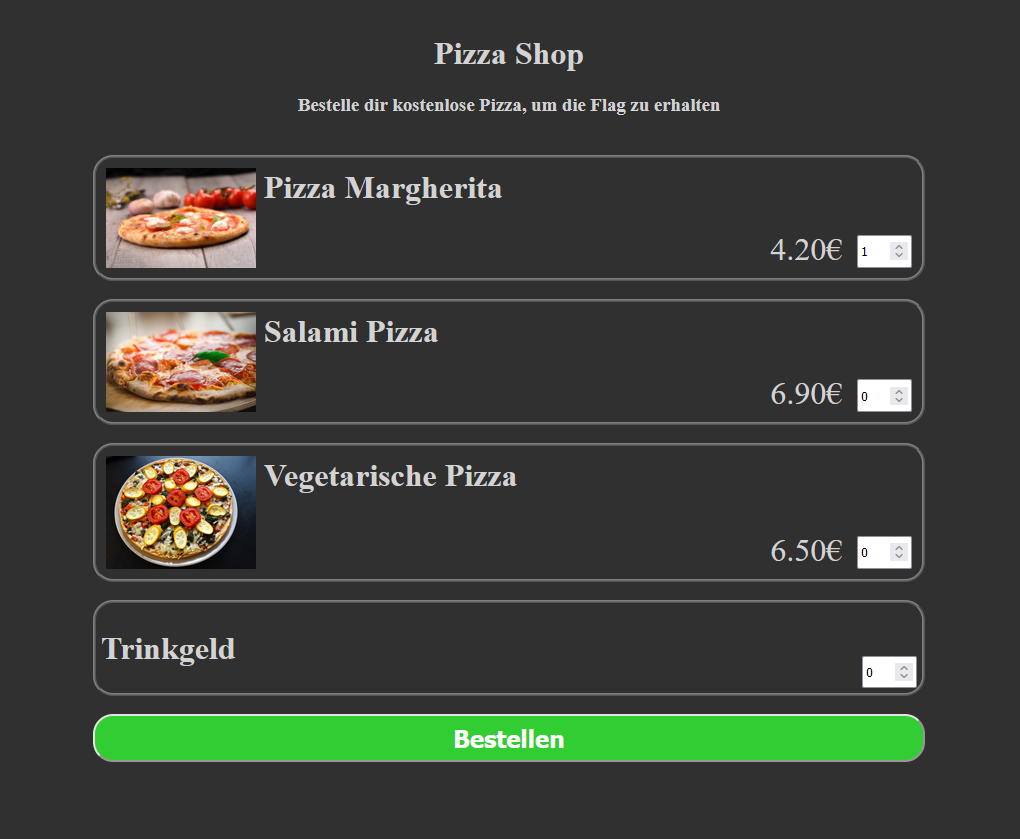 Pizza Shop
Bestelle dir kostenlose Pizza, um die Flag zu erhalten
Pizza Margherita
4.20€ 1
Salami Pizza
6.90€ 0
Vegetarische Pizza
6.50€ 0
Trinkgeld
0
Bestellen